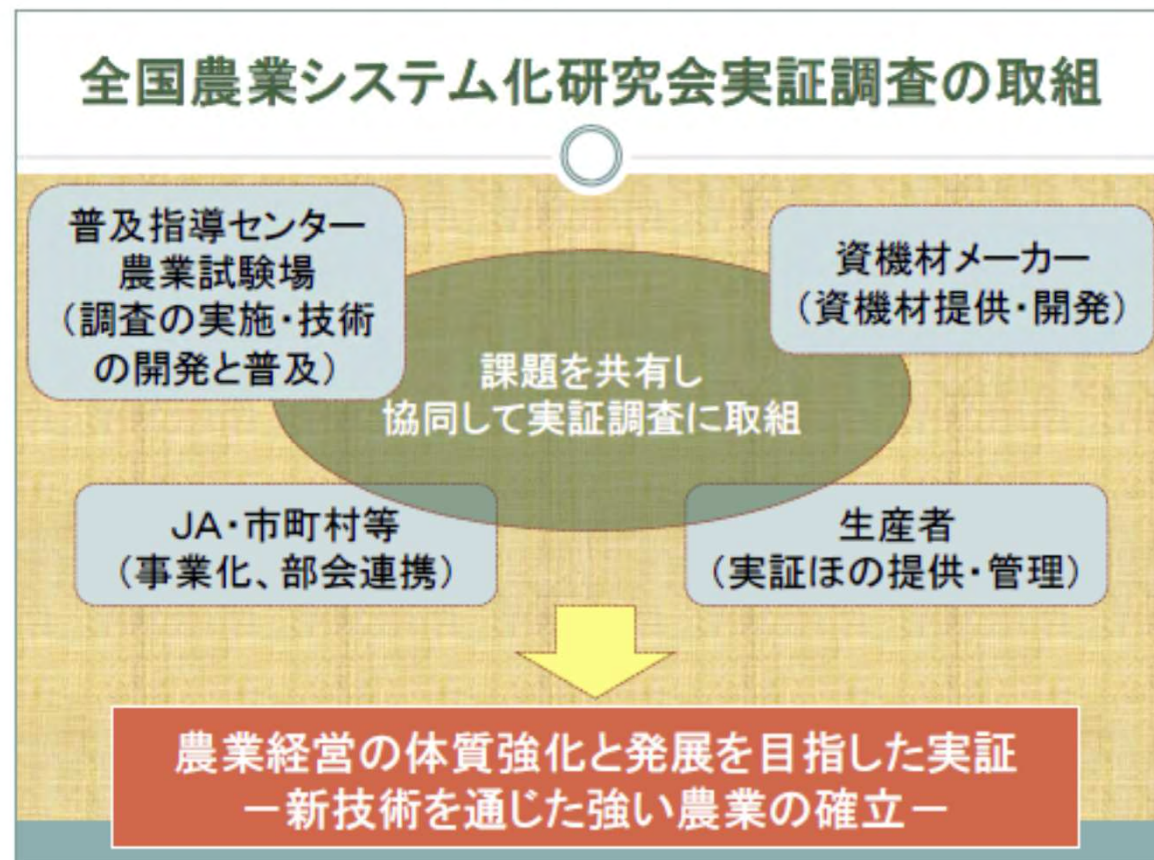 全国農業システム化研究会実証調査の取組
普及指導センター
農業試験場
（調査の実施・技術
の開発と普及）
資機材メーカー
（資機材提供・開発）
課題を共有し
協同して実証調査に取組
JA・市町村等
（事業化、部会連携）
生産者
（実証ほの提供・管理）
農業経営の体質強化と発展を目指した実証
－新技術を通じた強い農業の確立－